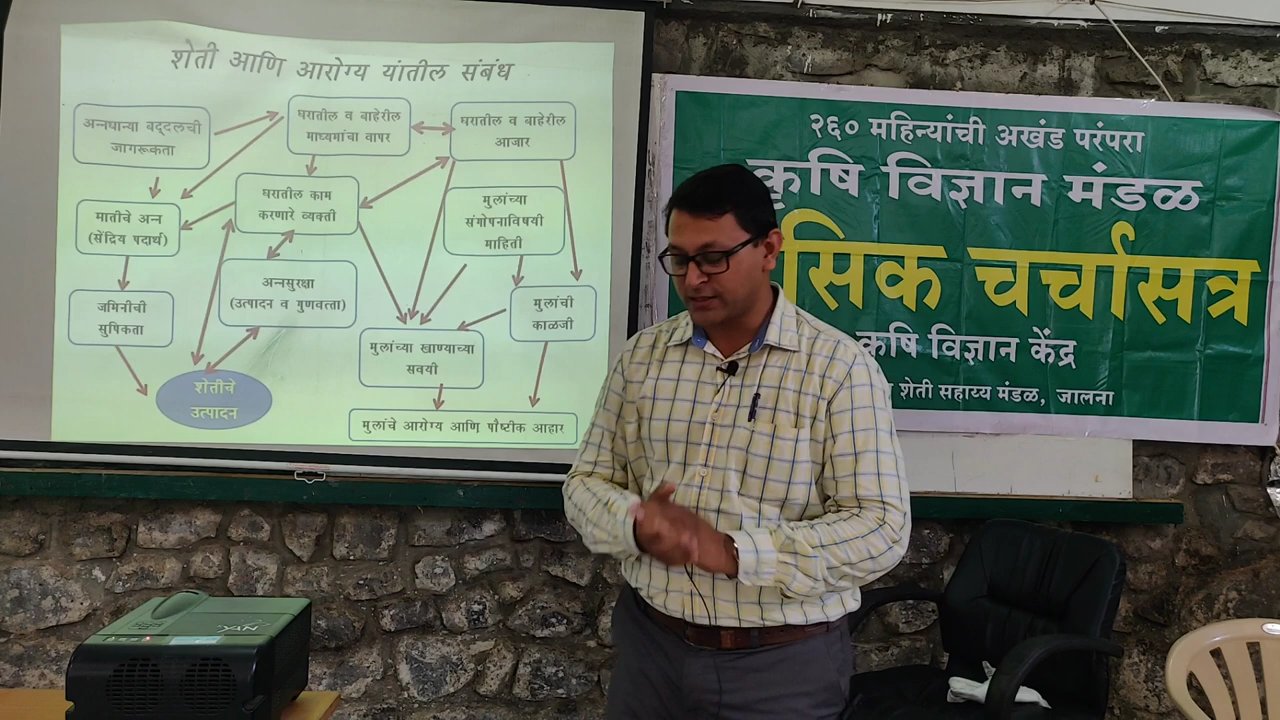 शेती आणि आरोग्य यांतील संबंध
अन्नधान्या बद्दलची
जागरूकता
घरातील व बाहेरील
माध्यमांचा वापर
घरातील व बाहेरील
आजार
मातीचे अन्न
(सेंद्रिय पदार्थ)
घरातील काम
करणारे व्यक्ती
मुलांच्या
संगोपनाविषयी
माहिती
जमिनीची
सुपिकता
अन्नसुरक्षा
(उत्पादन व गुणवत्ता)
मुलांची
काळजी
मुलांच्या खाण्याच्या
सवयी
शेतीचे
उत्पादन
मुलांचे आरोग्य आणि पौष्टीक आहार
२६० महिन्यांची अखंड परंपरा
कृषि विज्ञान मंडळ
सिक चर्चासत्र
कृषि विज्ञान केंद्र
शेती सहाय्य मंडळ, जालना